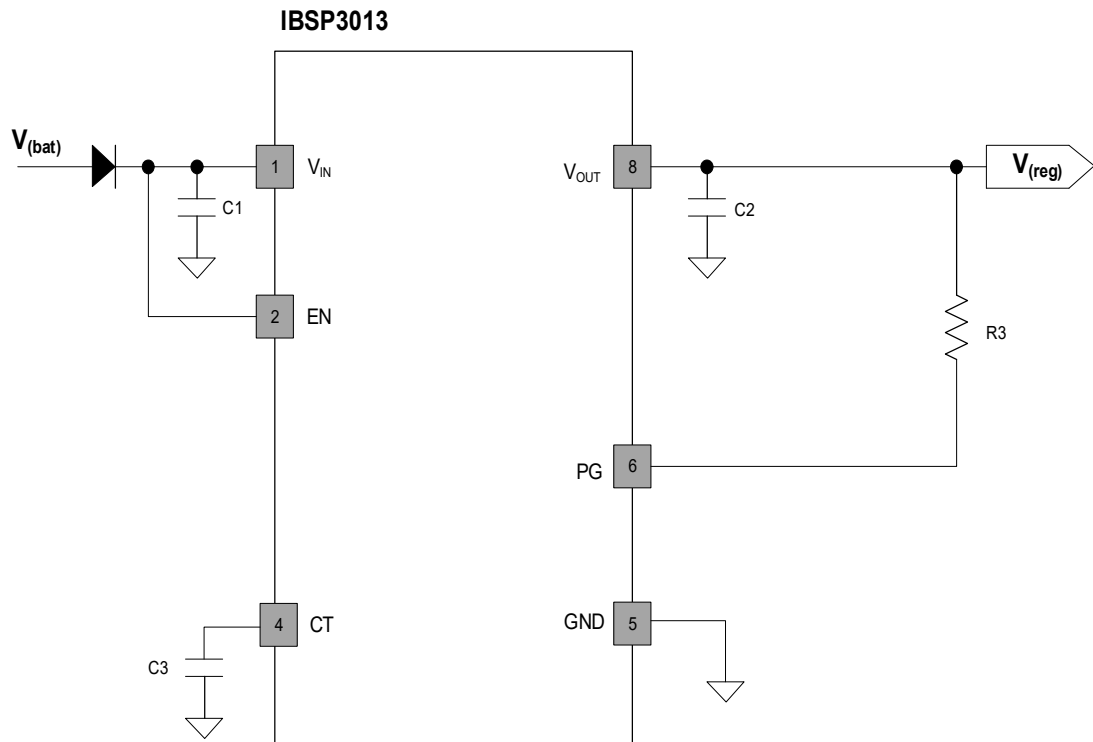 IBSP3013
V(bat)
1
VIN
C1
2
EN
4
CT
C3
8
VOUT
C2
V(reg)
R3
6
PG
5
GND